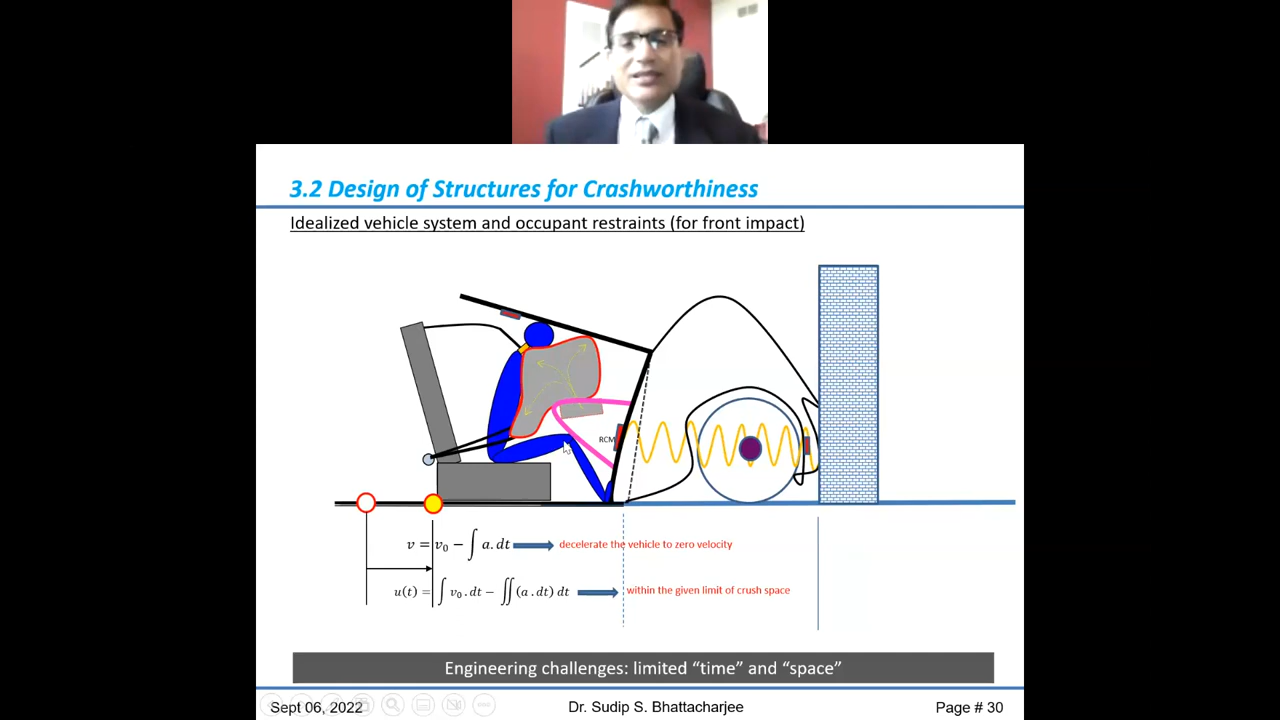 3.2 Design of Structures for Crashworthiness
Idealized vehicle system and occupant restraints (for front impact)
RCM
v = v₀ − ∫ a. dt
decelerate the vehicle to zero velocity
u(t) = ∫ v₀ . dt − ∬ (a . dt) dt
within the given limit of crush space
Engineering challenges: limited “time” and “space”
Sept 06, 2022
Dr. Sudip S. Bhattacharjee
Page # 30